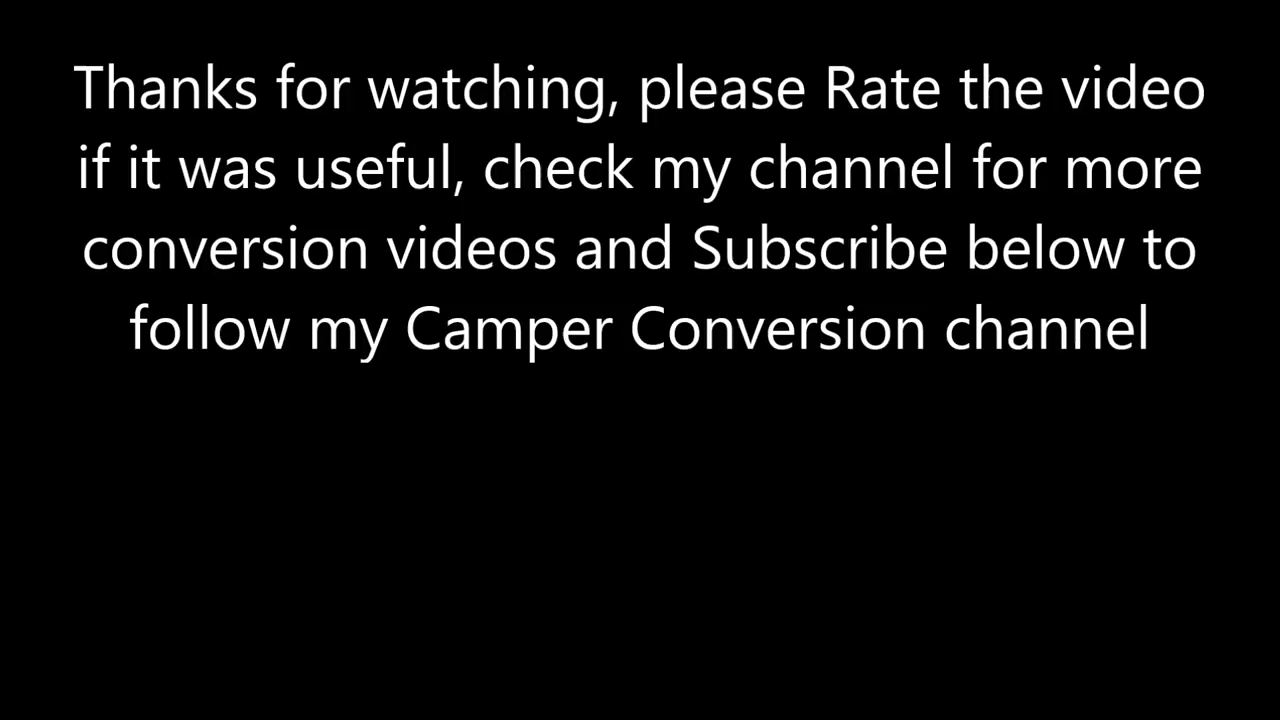 Thanks for watching, please Rate the video
if it was useful, check my channel for more
conversion videos and Subscribe below to
follow my Camper Conversion channel